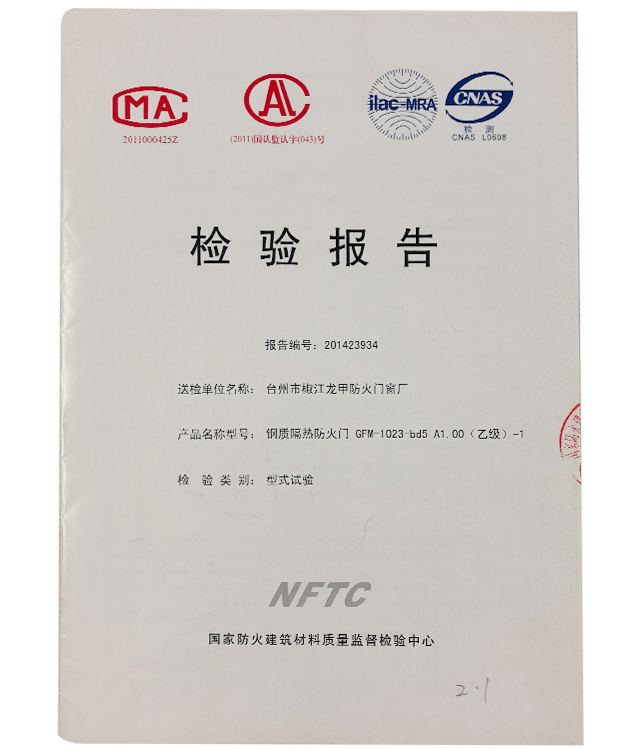 MA
2011000425Z
AL
(2011)国认监认字(043)号
ilac-MRA
CNAS
检 测
CNAS L0698
检验报告
报告编号：201423934
送检单位名称：台州市椒江龙甲防火门窗厂
产品名称型号：钢质隔热防火门 GFM-1023-bd5 A1.00（乙级）-1
检 验 类 别：型式试验
NFTC
国家防火建筑材料质量监督检验中心
2.1